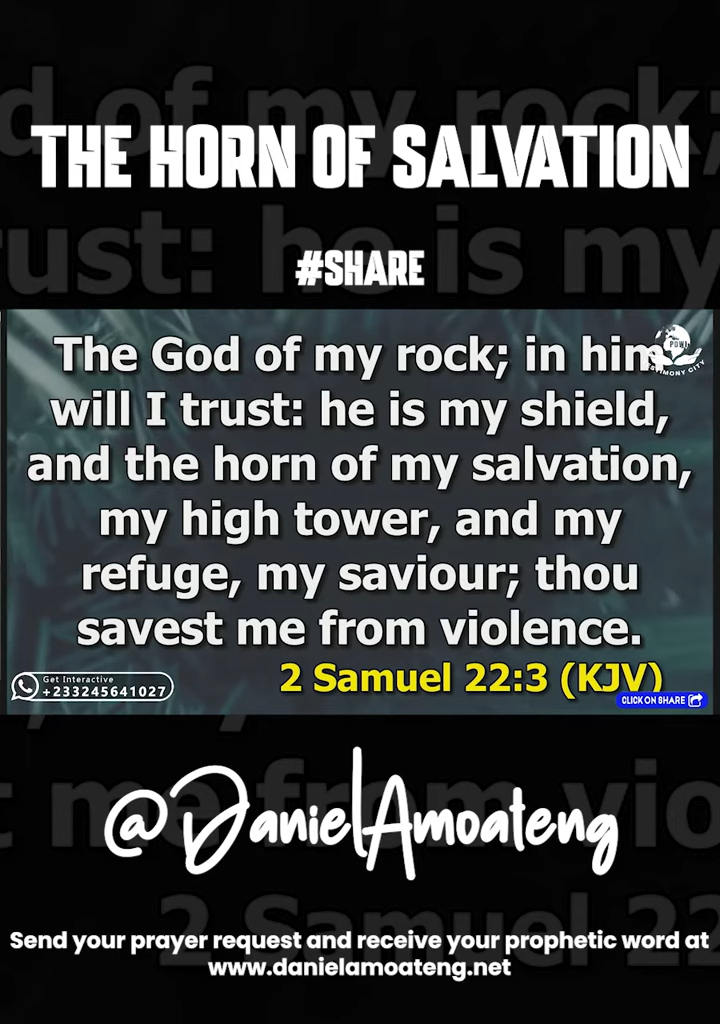 THE HORN OF SALVATION
#SHARE
The God of my rock; in him
POWI
TESTIMONY CITY
will I trust: he is my shield,
and the horn of my salvation,
my high tower, and my
refuge, my saviour; thou
savest me from violence.
2 Samuel 22:3 (KJV)
Get Interactive
+233245641027
CLICK ON SHARE
@DanielAmoateng
Send your prayer request and receive your prophetic word at
www.danielamoateng.net